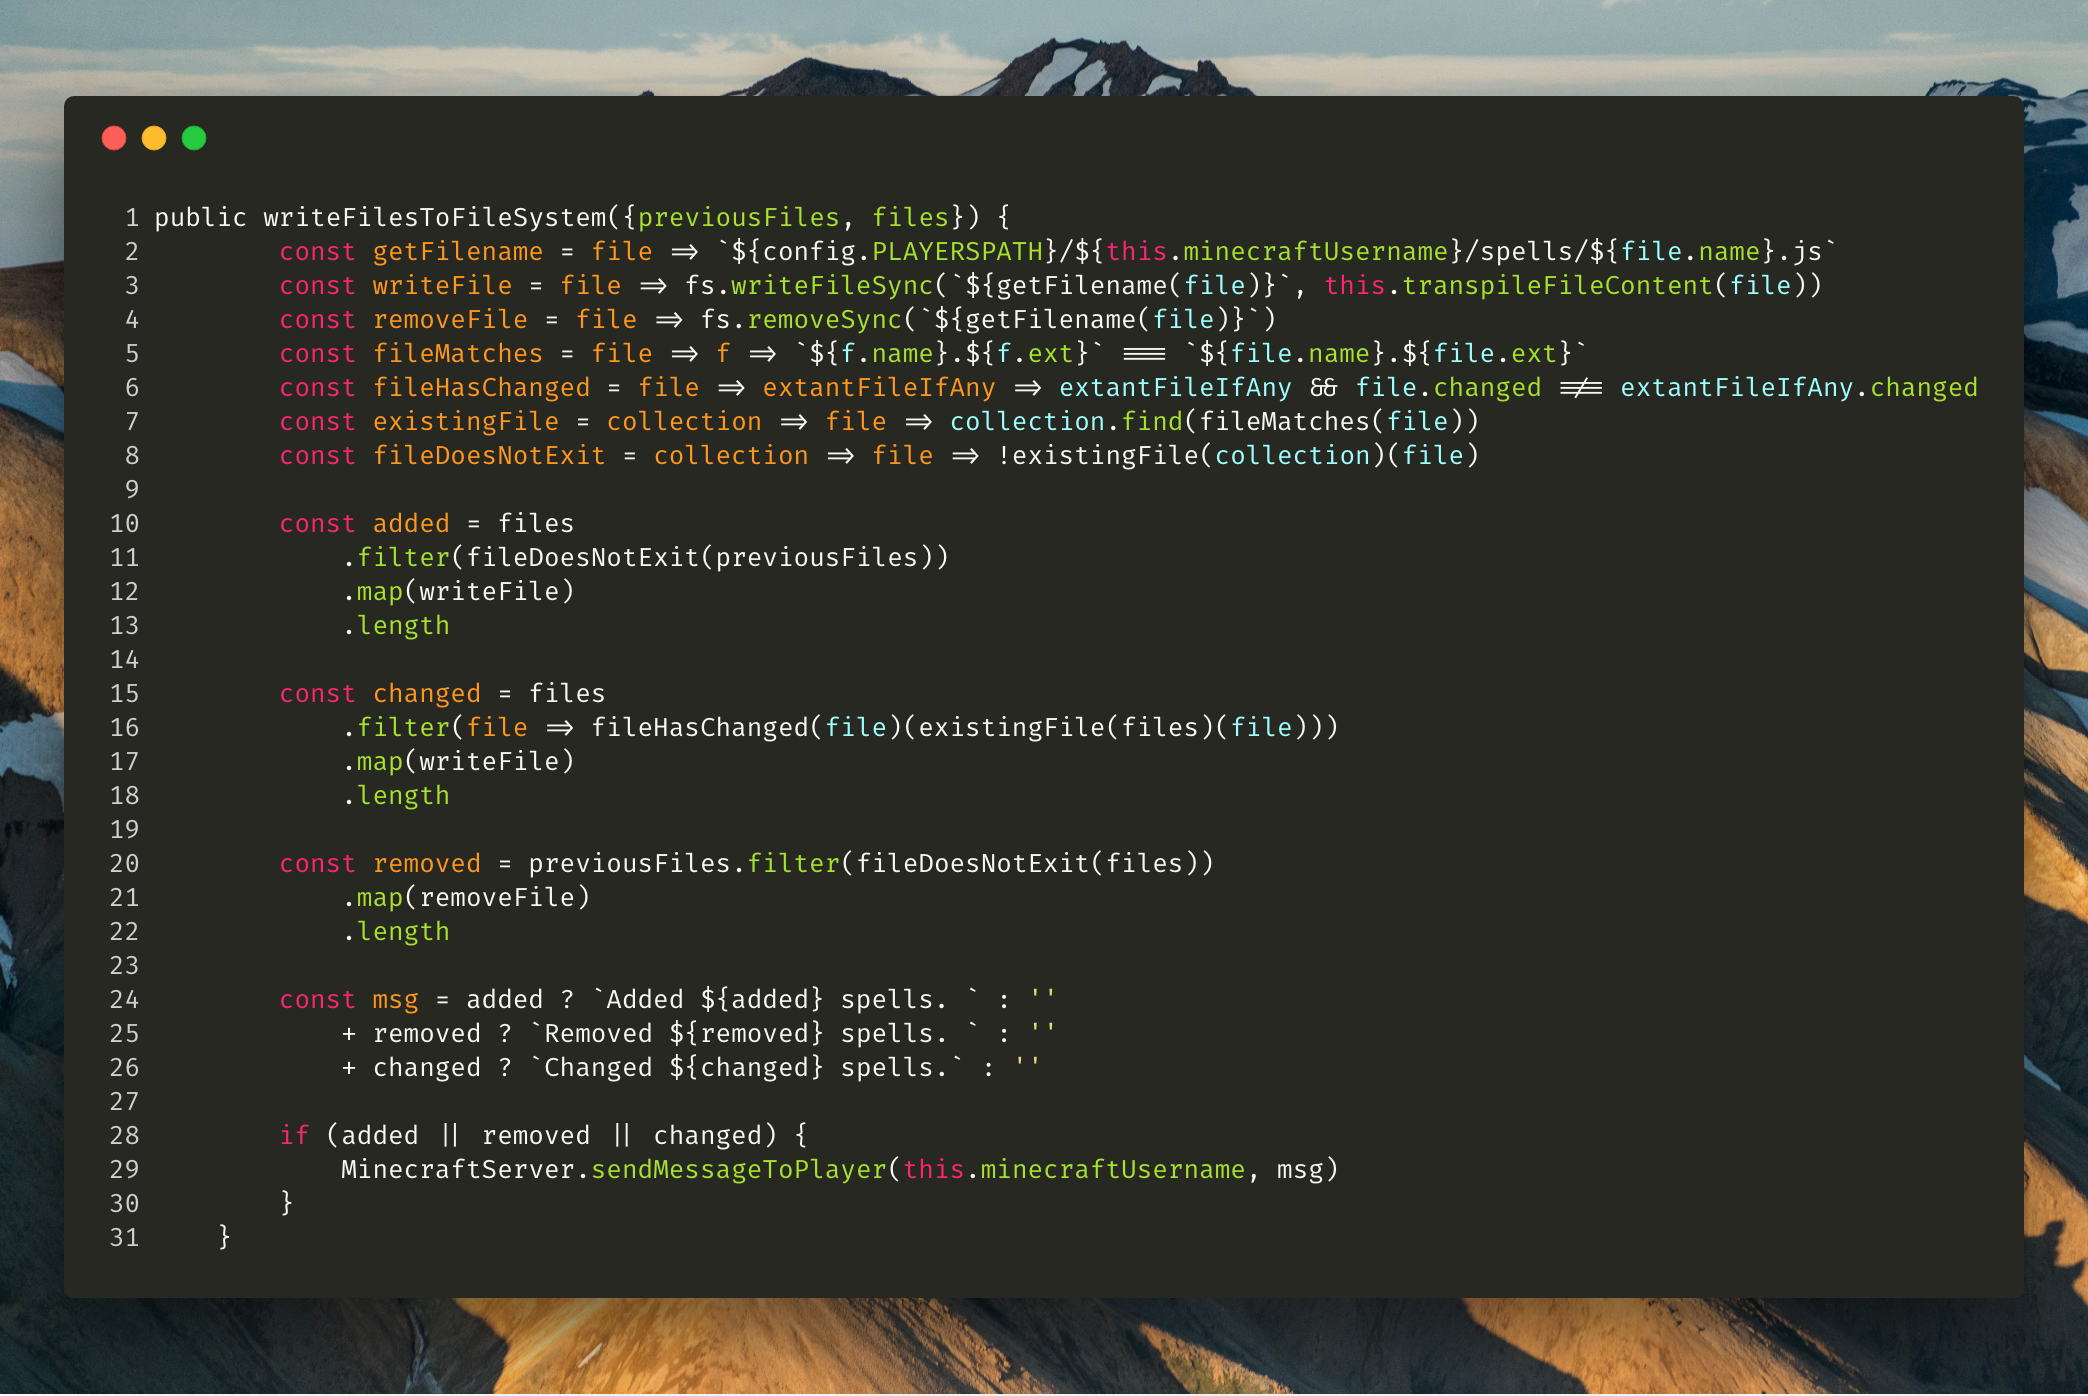 1 public writeFilesToFileSystem({previousFiles, files}) {
2 const getFilename = file => `${config.PLAYERSPATH}/${this.minecraftUsername}/spells/${file.name}.js`
3 const writeFile = file => fs.writeFileSync(`${getFilename(file)}`, this.transpileFileContent(file))
4 const removeFile = file => fs.removeSync(`${getFilename(file)}`)
5 const fileMatches = file => f => `${f.name}.${f.ext}` === `${file.name}.${file.ext}`
6 const fileHasChanged = file => extantFileIfAny => extantFileIfAny && file.changed !== extantFileIfAny.changed
7 const existingFile = collection => file => collection.find(fileMatches(file))
8 const fileDoesNotExit = collection => file => !existingFile(collection)(file)
9
10 const added = files
11 .filter(fileDoesNotExit(previousFiles))
12 .map(writeFile)
13 .length
14
15 const changed = files
16 .filter(file => fileHasChanged(file)(existingFile(files)(file)))
17 .map(writeFile)
18 .length
19
20 const removed = previousFiles.filter(fileDoesNotExit(files))
21 .map(removeFile)
22 .length
23
24 const msg = added ? `Added ${added} spells. ` : ''
25 + removed ? `Removed ${removed} spells. ` : ''
26 + changed ? `Changed ${changed} spells.` : ''
27
28 if (added || removed || changed) {
29 MinecraftServer.sendMessageToPlayer(this.minecraftUsername, msg)
30 }
31 }